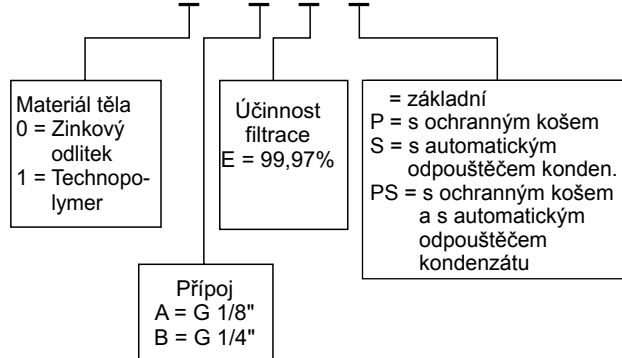 Materiál těla
0 = Zinkový
odlitek
1 = Technopo-
lymer
Přípoj
A = G 1/8"
B = G 1/4"
Účinnost
filtrace
E = 99,97%
= základní
P = s ochranným košem
S = s automatickým
odpouštěčem konden.
PS = s ochranným košem
a s automatickým
odpouštěčem
kondenzátu